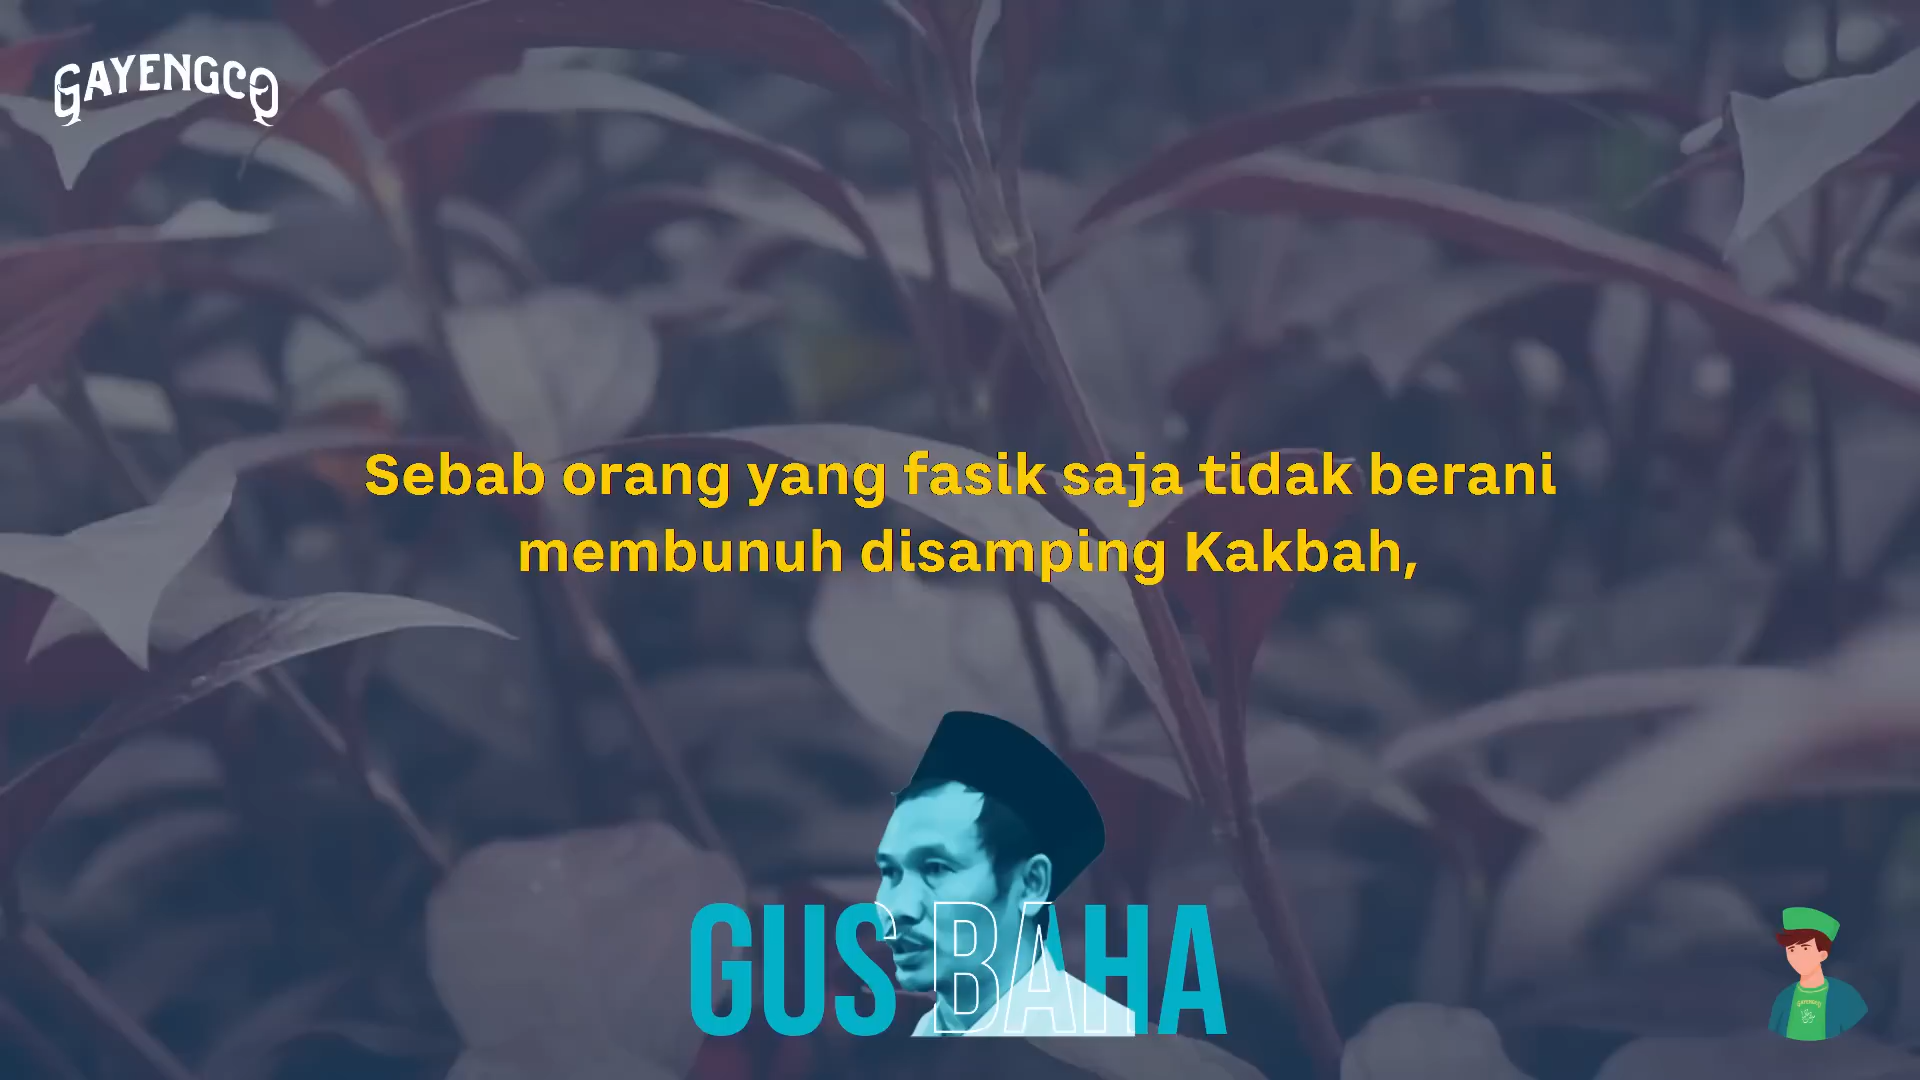 GAYENGCO
Sebab orang yang fasik saja tidak berani
membunuh disamping Kakbah,
GUS BAHA